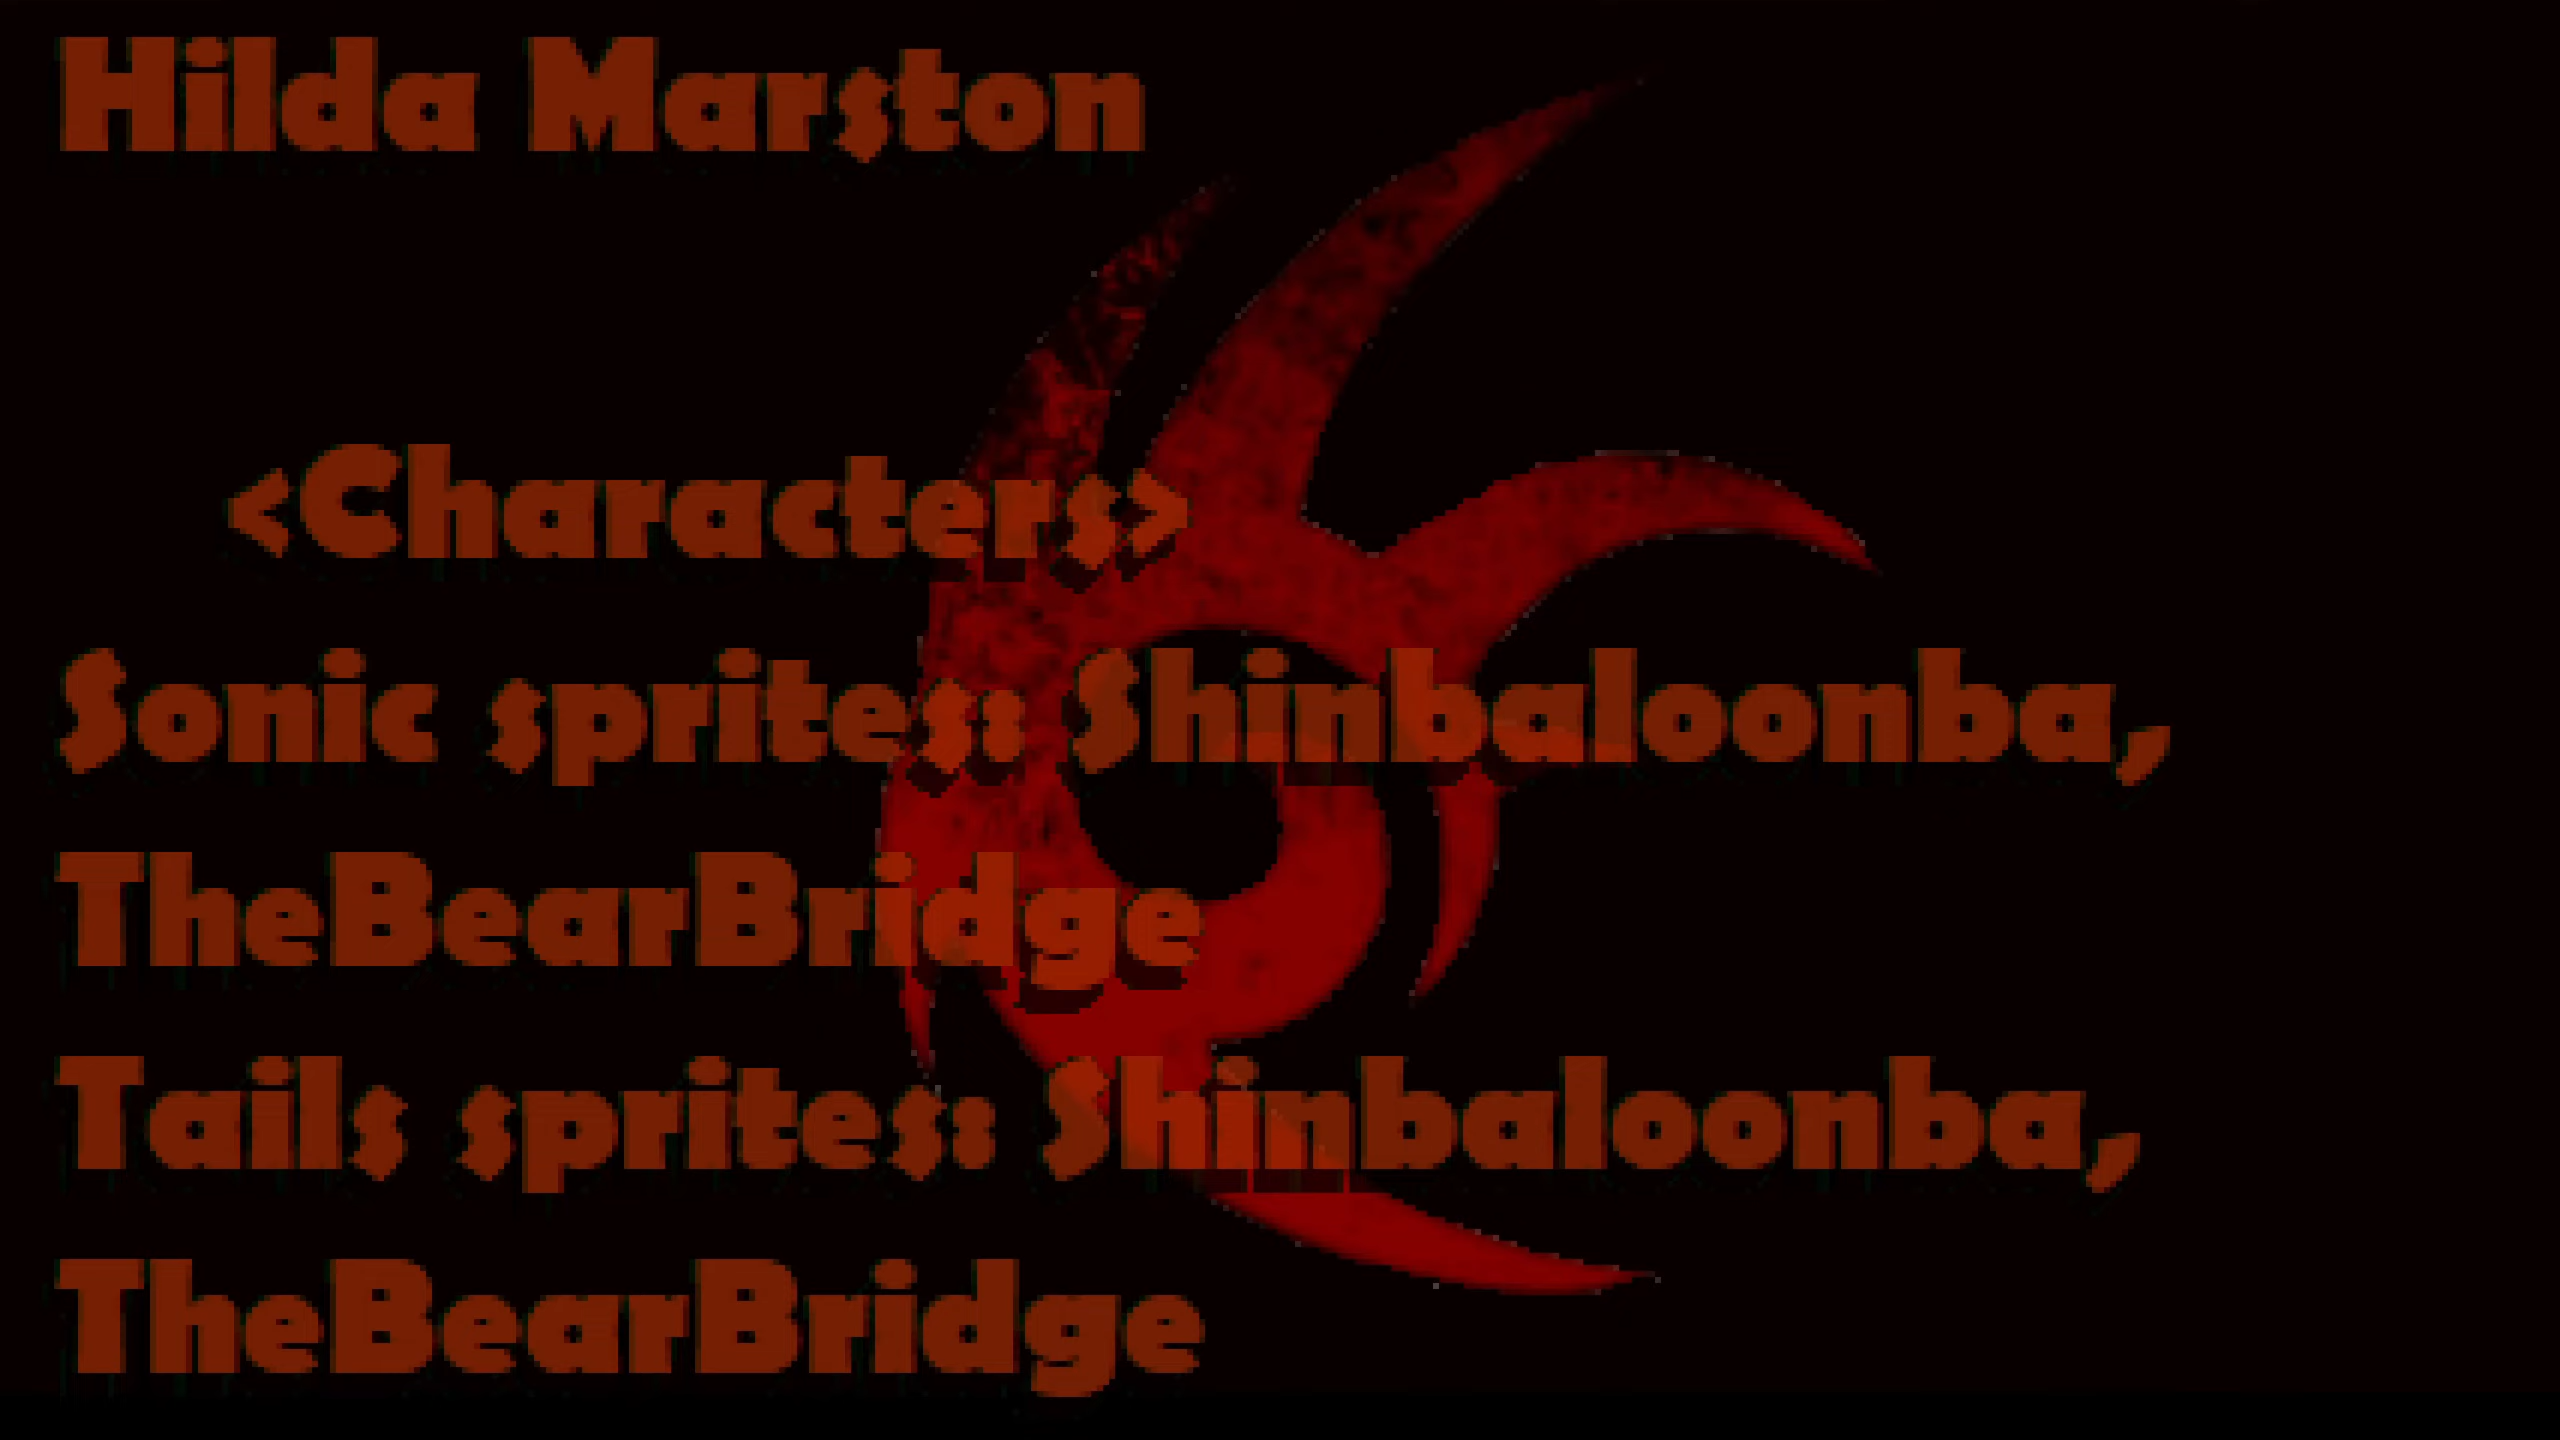 Hilda Marston
<Characters>
Sonic sprites: Shinbaloonba,
TheBearBridge
Tails sprites: Shinbaloonba,
TheBearBridge